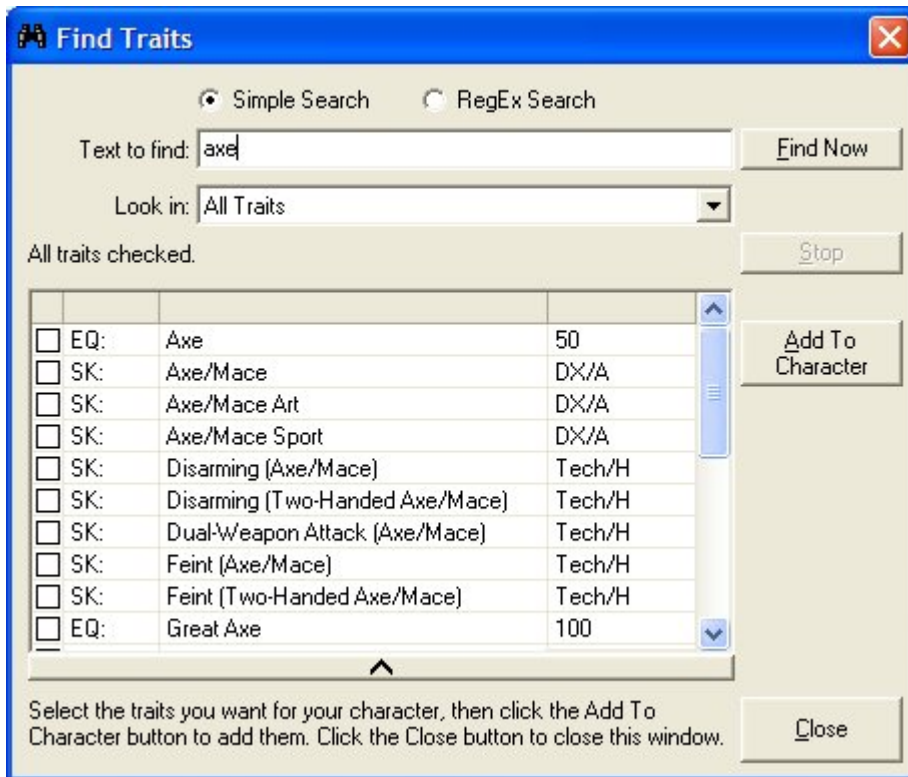 Find Traits
Simple Search RegEx Search
Text to find: axe Find Now
Look in: All Traits
All traits checked. Stop
EQ: Axe 50
SK: Axe/Mace DX/A
SK: Axe/Mace Art DX/A
SK: Axe/Mace Sport DX/A
SK: Disarming (Axe/Mace) Tech/H
SK: Disarming (Two-Handed Axe/Mace) Tech/H
SK: Dual-Weapon Attack (Axe/Mace) Tech/H
SK: Feint (Axe/Mace) Tech/H
SK: Feint (Two-Handed Axe/Mace) Tech/H
EQ: Great Axe 100
Add To
Character
Select the traits you want for your character, then click the Add To
Character button to add them. Click the Close button to close this window.
Close